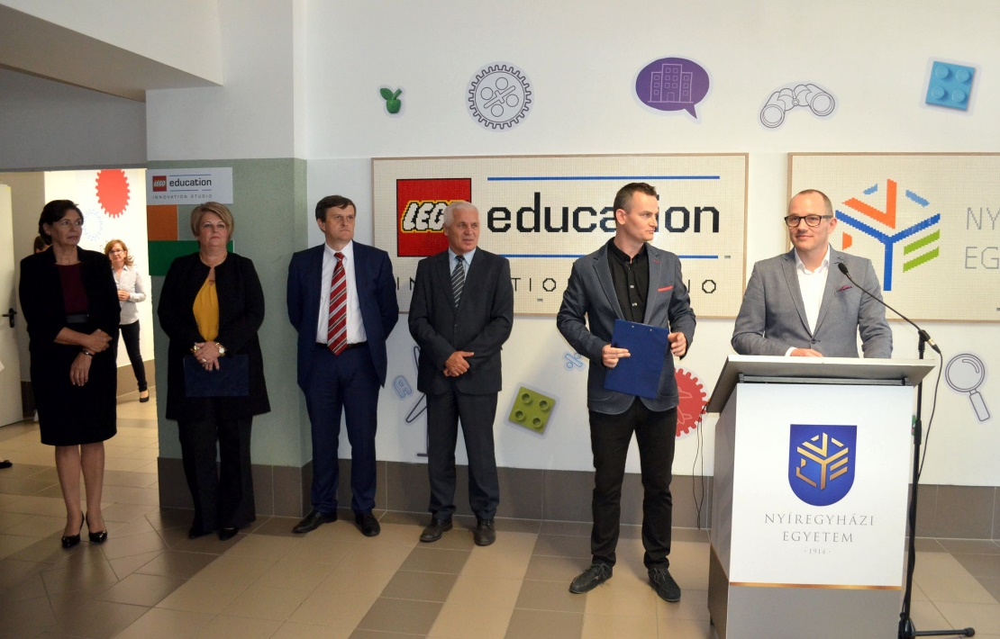 LEGO education
INNOVATION STUDIO
LEGO education
NYÍREGYHÁZI
EGYETEM
· 1914 ·